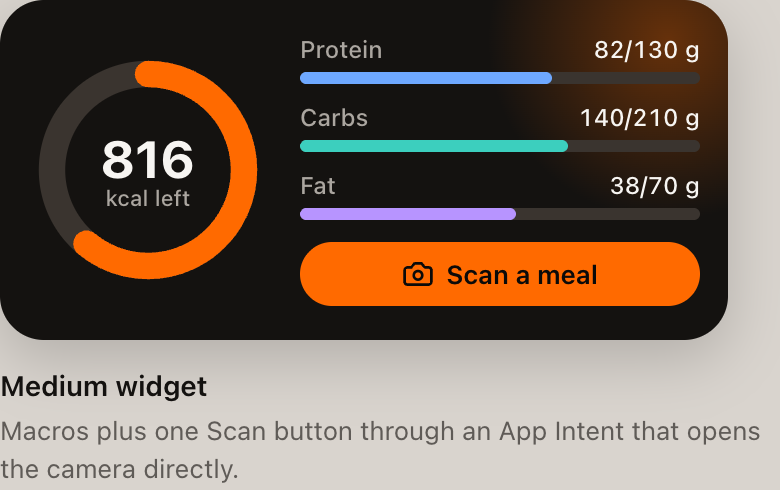 816
kcal left
Protein 82/130 g
Carbs 140/210 g
Fat 38/70 g
Scan a meal
Medium widget
Macros plus one Scan button through an App Intent that opens
the camera directly.